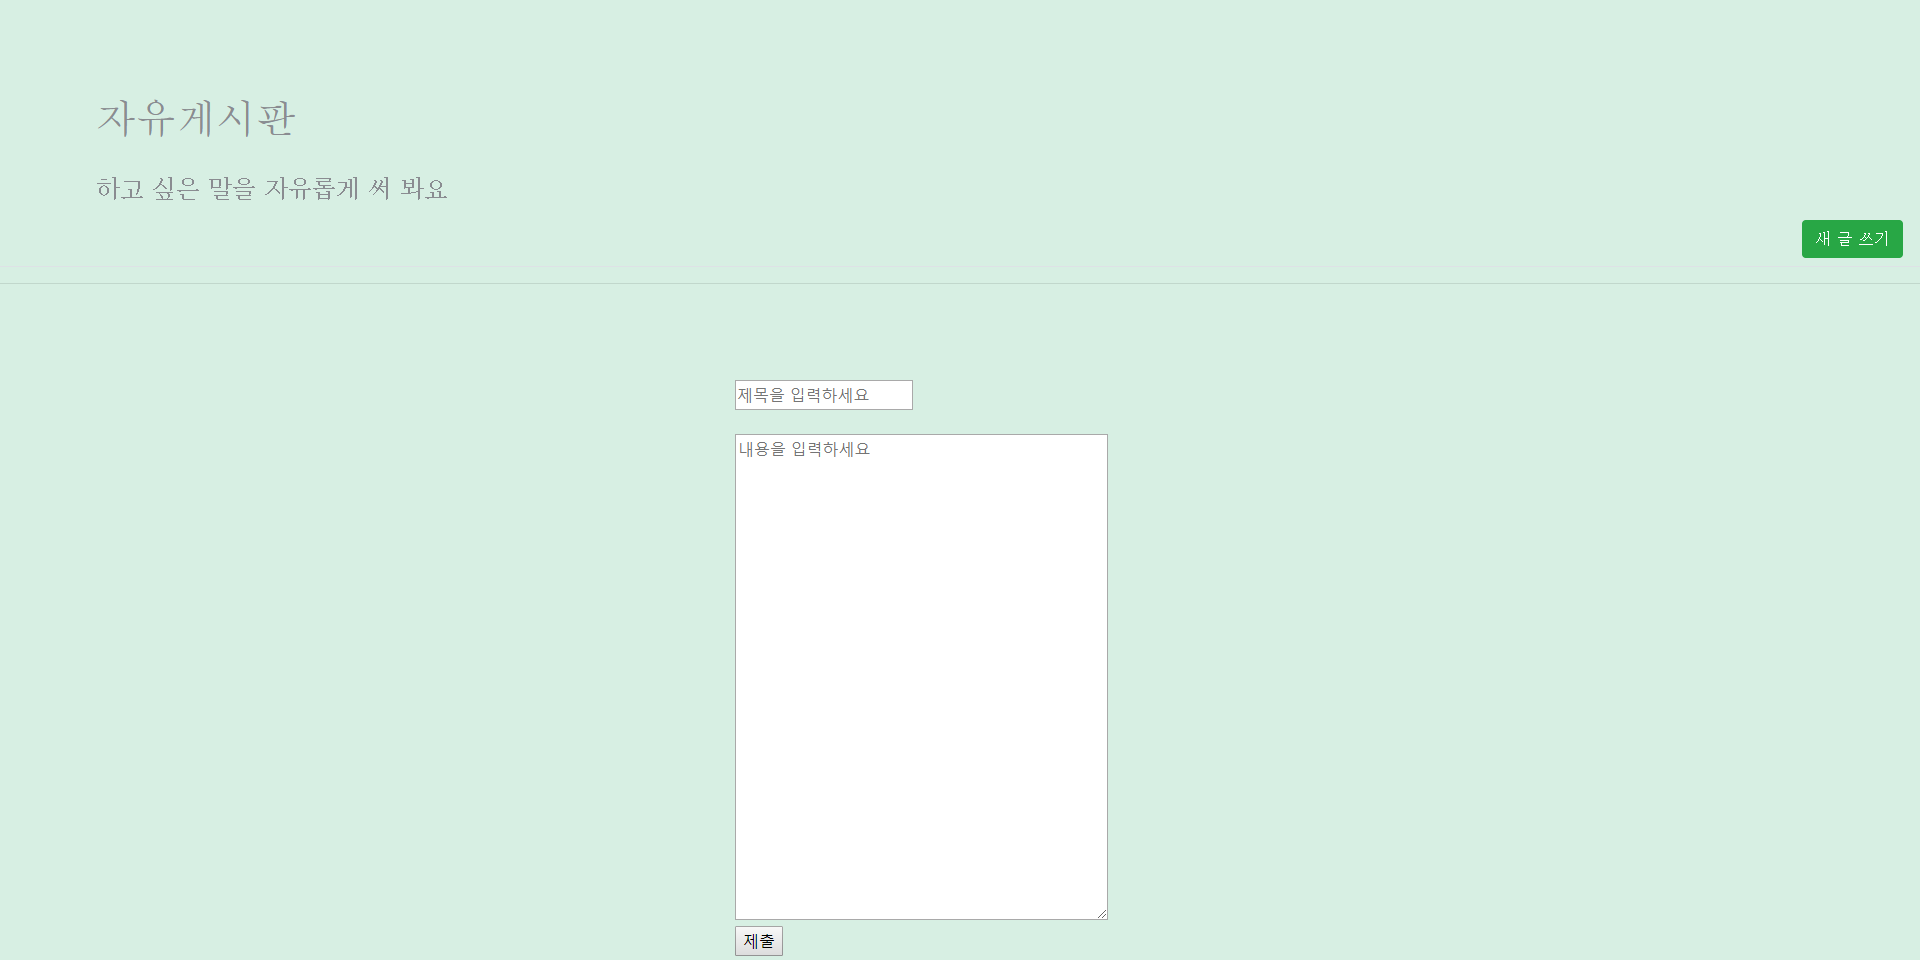 자유게시판
하고 싶은 말을 자유롭게 써 봐요
새 글 쓰기
제목을 입력하세요
내용을 입력하세요
제출